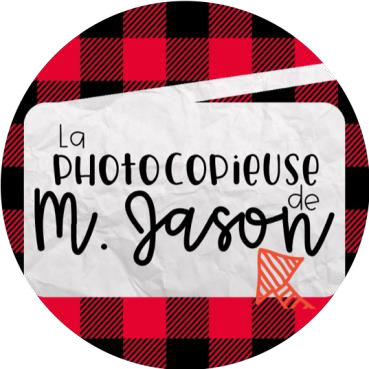 La
PHOtOCOPieUSe
de
M. Jason